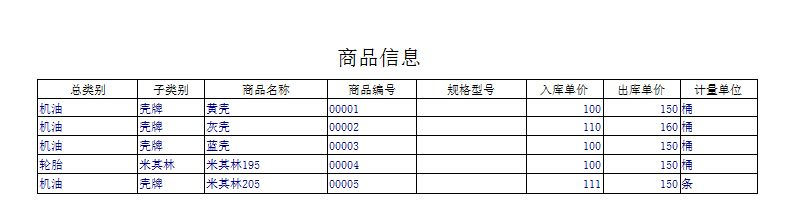 商品信息
总类别 子类别 商品名称 商品编号 规格型号 入库单价 出库单价 计量单位
机油 壳牌 黄壳 00001 100 150 桶
机油 壳牌 灰壳 00002 110 160 桶
机油 壳牌 蓝壳 00003 100 150 桶
轮胎 米其林 米其林195 00004 100 150 桶
机油 壳牌 米其林205 00005 111 150 条